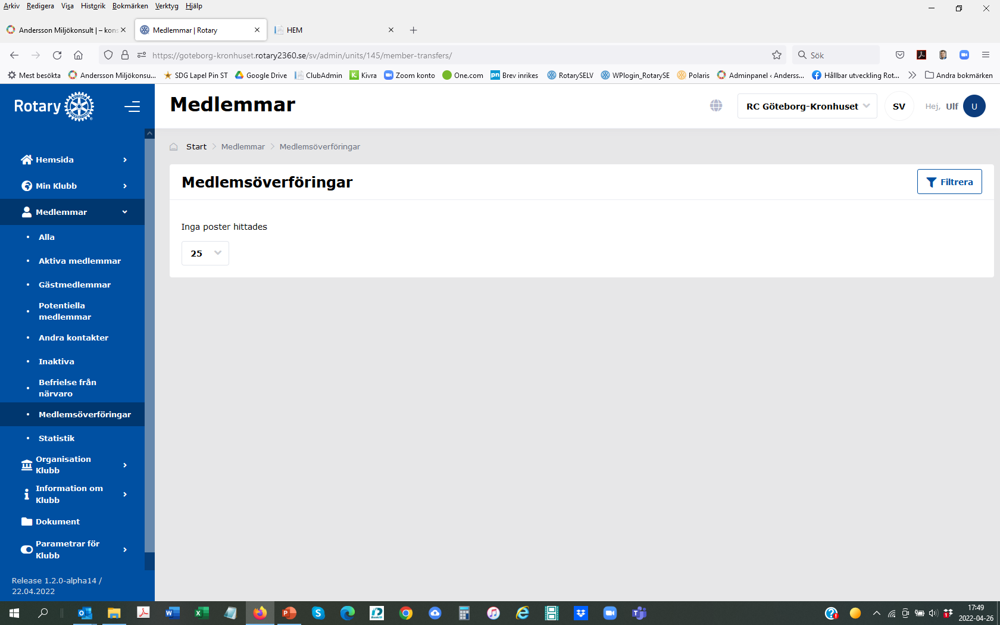 Arkiv Redigera Visa Historik Bokmärken Verktyg Hjälp
Andersson Miljökonsult | – kons
Medlemmar | Rotary
HEM
https://goteborg-kronhuset.rotary2360.se/sv/admin/units/145/member-transfers/
Sök
Mest besökta Andersson Miljökonsu... SDG Lapel Pin ST Google Drive ClubAdmin Kivra Zoom konto One.com Brev inrikes RotarySELV WPlogin_RotarySE Polaris Adminpanel ‹ Anderss... Hållbar utveckling Rot... Andra bokmärken
Rotary
Medlemmar
RC Göteborg-Kronhuset
SV
Hej, Ulf
U
Start Medlemmar Medlemsöverföringar
Medlemsöverföringar
Filtrera
Inga poster hittades
25
Hemsida
Min Klubb
Medlemmar
Alla
Aktiva medlemmar
Gästmedlemmar
Potentiella
medlemmar
Andra kontakter
Inaktiva
Befrielse från
närvaro
Medlemsöverföringar
Statistik
Organisation
Klubb
Information om
Klubb
Dokument
Parametrar för
Klubb
Release 1.2.0-alpha14 /
22.04.2022
17:49
2022-04-26